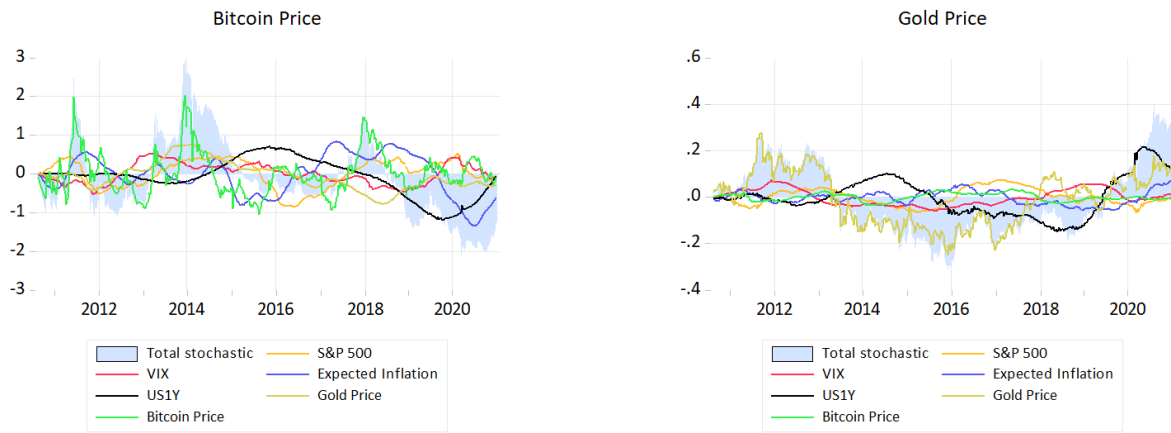 Bitcoin Price
3
2
1
0
-1
-2
-3
2012 2014 2016 2018 2020
Total stochastic S&P 500
VIX Expected Inflation
US1Y Gold Price
Bitcoin Price
Gold Price
.6
.4
.2
.0
-.2
-.4
2012 2014 2016 2018 2020
Total stochastic S&P 500
VIX Expected Inflation
US1Y Gold Price
Bitcoin Price